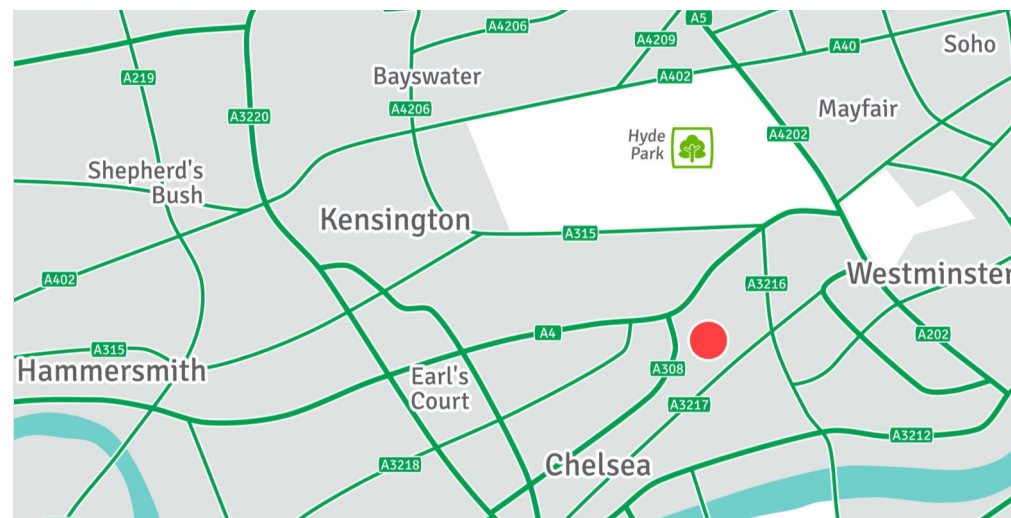 A5
A4206
A4209
A40
Soho
A219
Bayswater
A402
A4206
Mayfair
A3220
A4202
Hyde
Park
Shepherd's
Bush
Kensington
A315
A402
Westminster
A3216
A4
A202
A315
Hammersmith
A308
Earl's
Court
A3217
A3212
A3218
Chelsea